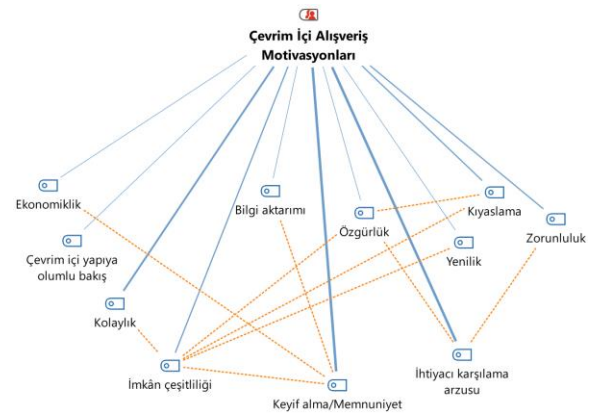 Çevrim İçi Alışveriş
Motivasyonları
Ekonomiklik
Bilgi aktarımı
Kıyaslama
Özgürlük
Zorunluluk
Çevrim içi yapıya
olumlu bakış
Yenilik
Kolaylık
İmkân çeşitliliği
İhtiyacı karşılama
arzusu
Keyif alma/Memnuniyet